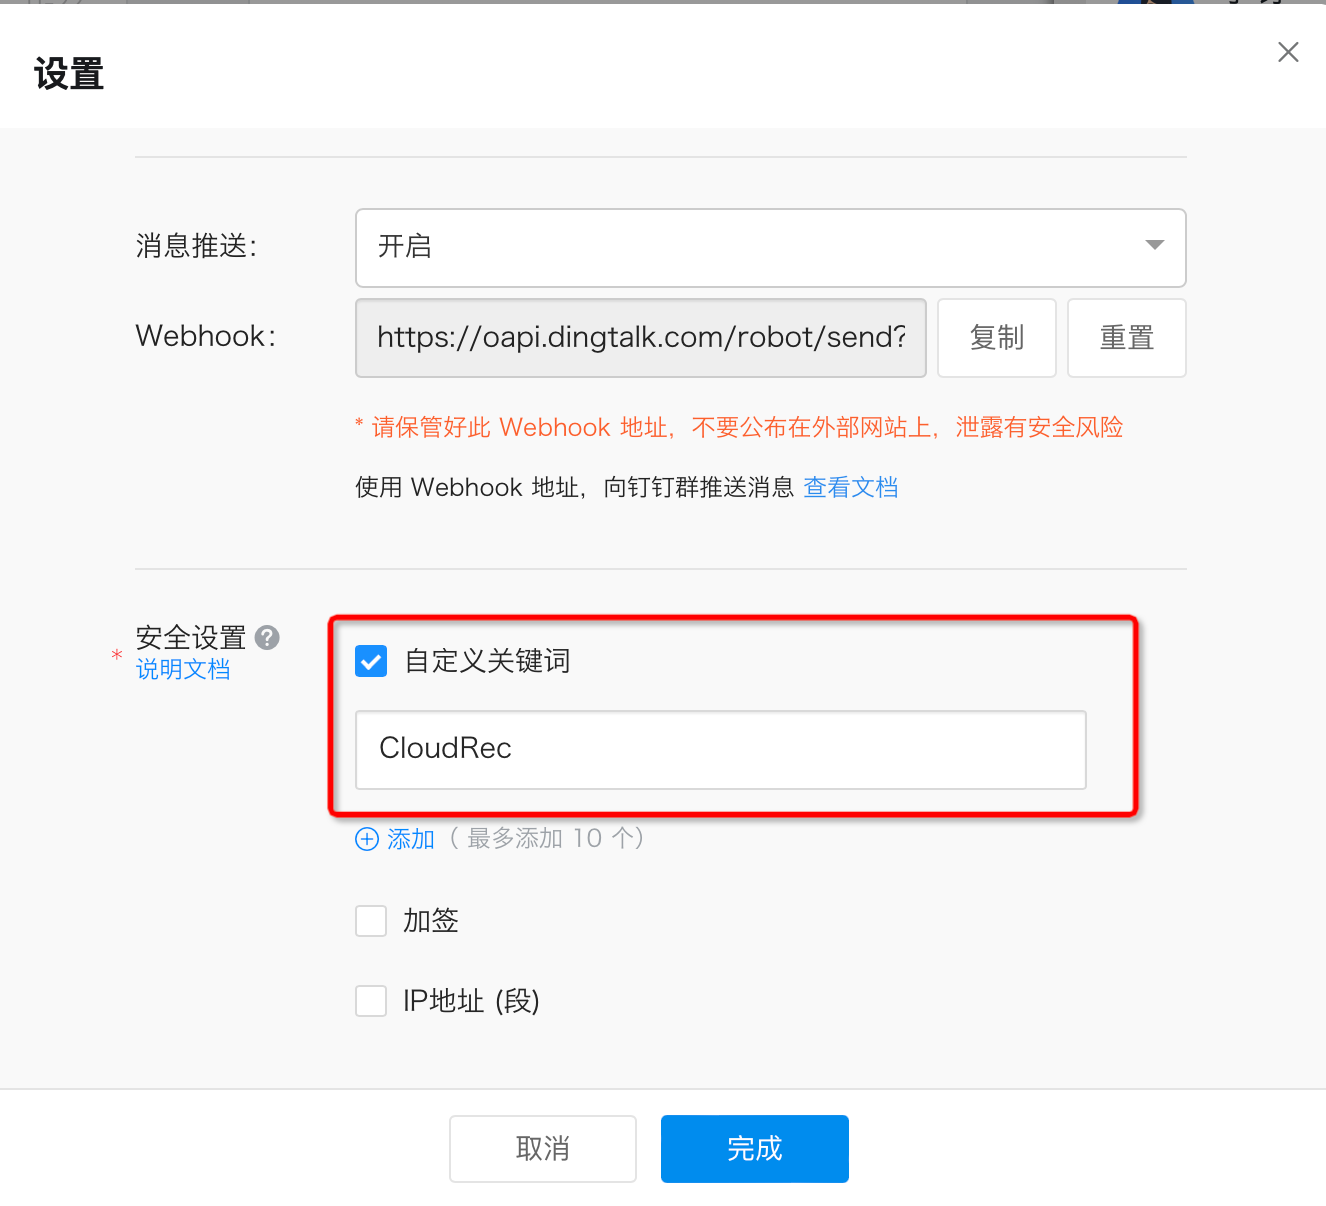 设置
消息推送：
开启
Webhook：
https://oapi.dingtalk.com/robot/send?
复制
重置
* 请保管好此 Webhook 地址，不要公布在外部网站上，泄露有安全风险
使用 Webhook 地址，向钉钉群推送消息 查看文档
* 安全设置 ?
说明文档
自定义关键词
CloudRec
添加（ 最多添加 10 个）
加签
IP地址 (段)
取消
完成